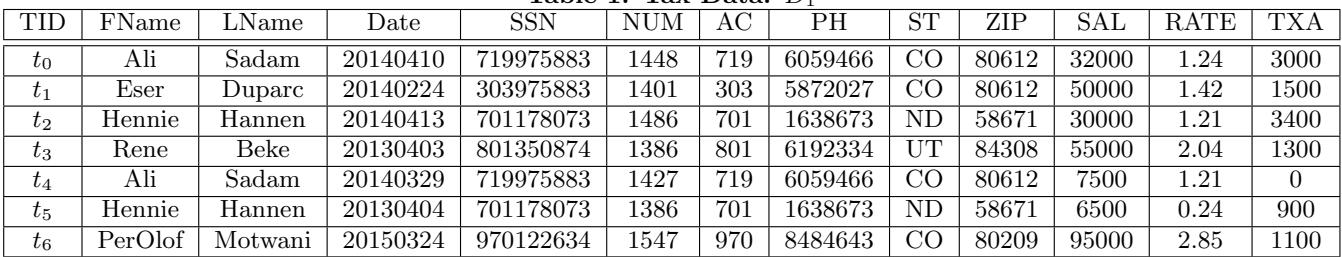 Table 1: Tax Data: D1
TID FName LName Date SSN NUM AC PH ST ZIP SAL RATE TXA
t0 Ali Sadam 20140410 719975883 1448 719 6059466 CO 80612 32000 1.24 3000
t1 Eser Duparc 20140224 303975883 1401 303 5872027 CO 80612 50000 1.42 1500
t2 Hennie Hannen 20140413 701178073 1486 701 1638673 ND 58671 30000 1.21 3400
t3 Rene Beke 20130403 801350874 1386 801 6192334 UT 84308 55000 2.04 1300
t4 Ali Sadam 20140329 719975883 1427 719 6059466 CO 80612 7500 1.21 0
t5 Hennie Hannen 20130404 701178073 1386 701 1638673 ND 58671 6500 0.24 900
t6 PerOlof Motwani 20150324 970122634 1547 970 8484643 CO 80209 95000 2.85 1100